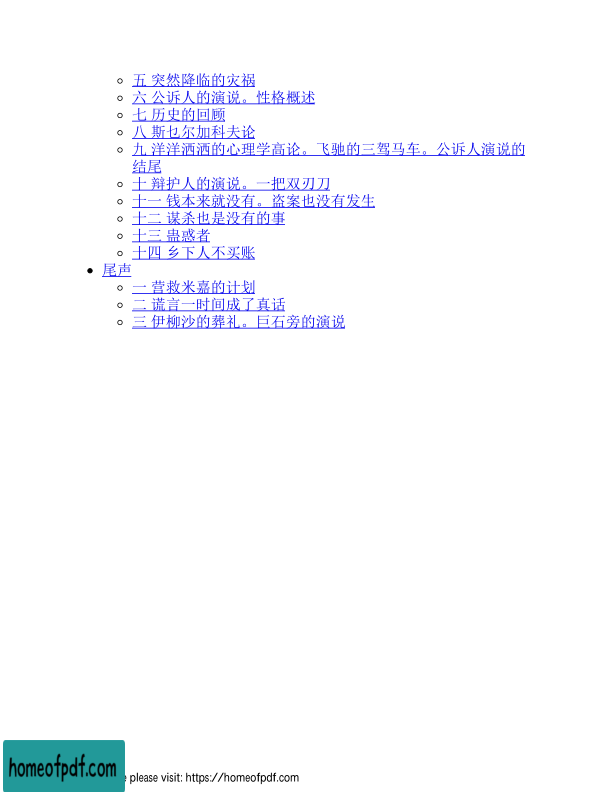 五 突然降临的灾祸
六 公诉人的演说。性格概述
七 历史的回顾
八 斯乜尔加科夫论
九 洋洋洒洒的心理学高论。飞驰的三驾马车。公诉人演说的
结尾
十 辩护人的演说。一把双刃刀
十一 钱本来就没有。盗案也没有发生
十二 谋杀也是没有的事
十三 蛊惑者
十四 乡下人不买账
尾声
一 营救米嘉的计划
二 谎言一时间成了真话
三 伊柳沙的葬礼。巨石旁的演说
homeofpdf.com
e please visit: https://homeofpdf.com